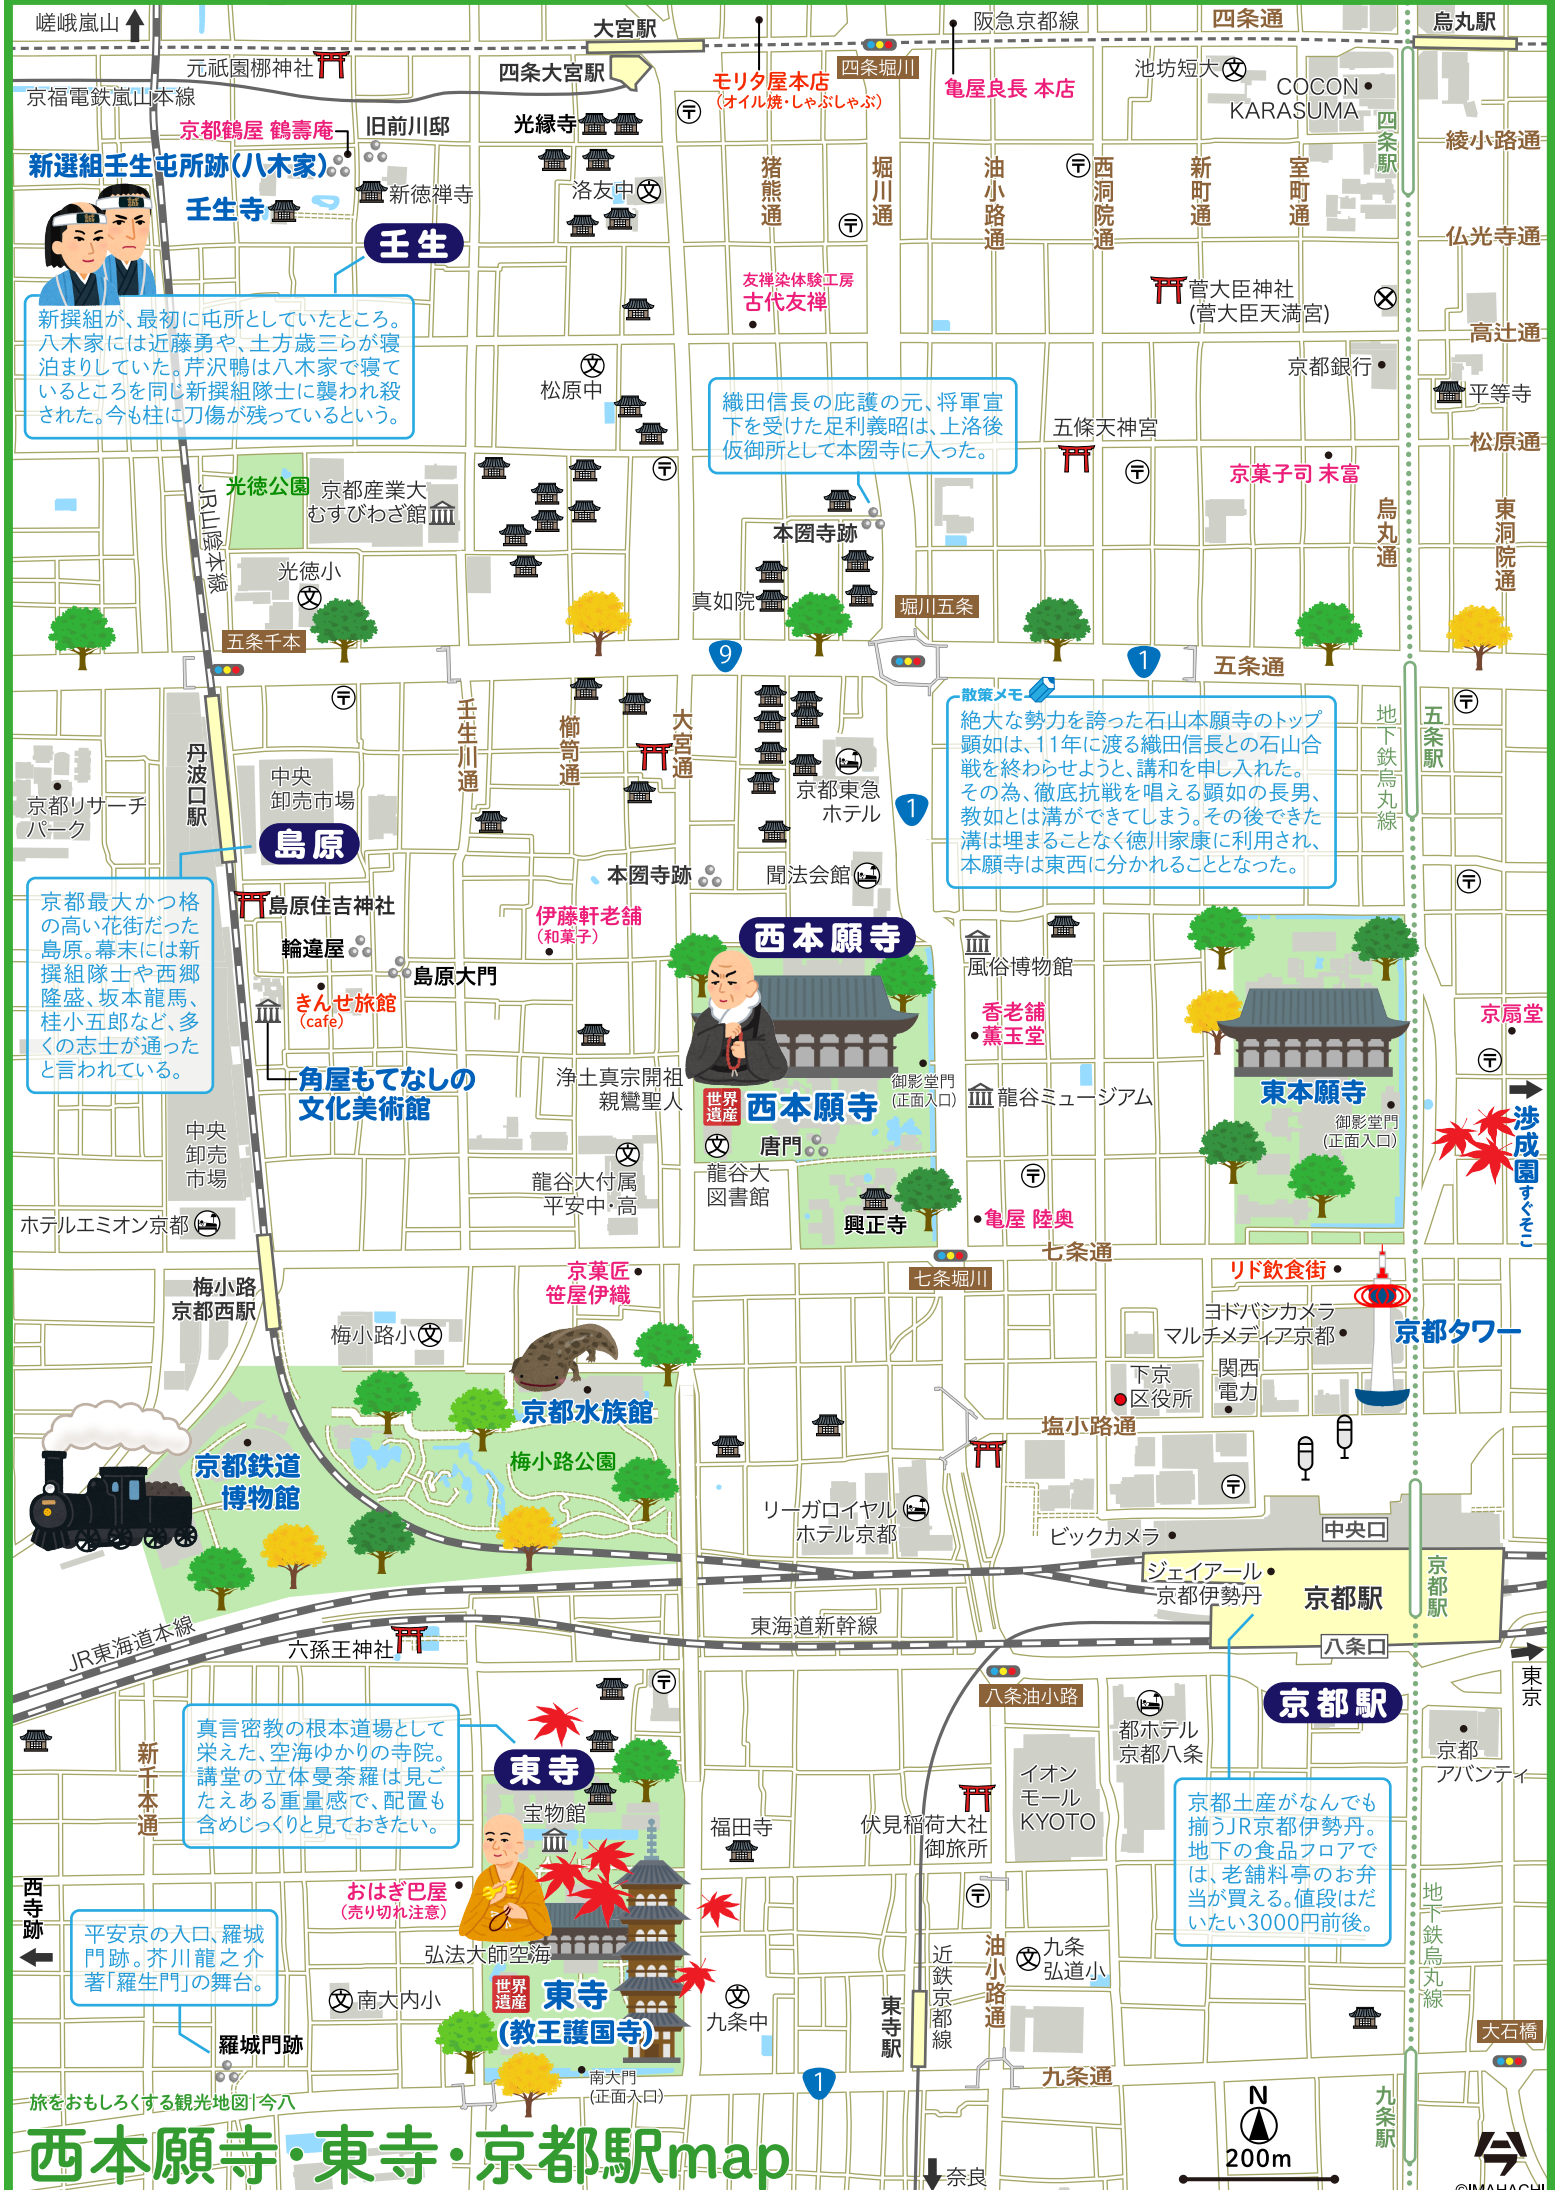 嵯峨嵐山
大宮駅
阪急京都線
四条通
烏丸駅
元祇園梛神社
四条大宮駅
モリタ屋本店
(オイル焼・しゃぶしゃぶ)
四条堀川
亀屋良長 本店
池坊短大
文
COCON
KARASUMA
京福電鉄嵐山本線
四条駅
京都鶴屋 鶴壽庵
旧前川邸
光縁寺
綾小路通
新選組壬生屯所跡(八木家)
新徳禅寺
洛友中
文
猪熊通
堀川通
油小路通
西洞院通
新町通
室町通
壬生寺
壬生
仏光寺通
友禅染体験工房
古代友禅
菅大臣神社
(菅大臣天満宮)
新撰組が、最初に屯所としていたところ。
八木家には近藤勇や、土方歳三らが寝
泊まりしていた。芹沢鴨は八木家で寝て
いるところを同じ新撰組隊士に襲われ殺
された。今も柱に刀傷が残っているという。
高辻通
文
松原中
京都銀行
平等寺
織田信長の庇護の元、将軍宣
下を受けた足利義昭は、上洛後
仮御所として本圀寺に入った。
五條天神宮
松原通
京菓子司 末富
光徳公園
京都産業大
むすびわざ館
JR山陰本線
本圀寺跡
烏丸通
東洞院通
光徳小
文
真如院
堀川五条
五条千本
9
1
五条通
散策メモ
絶大な勢力を誇った石山本願寺のトップ
顕如は、11年に渡る織田信長との石山合
戦を終わらせようと、講和を申し入れた。
その為、徹底抗戦を唱える顕如の長男、
教如とは溝ができてしまう。その後できた
溝は埋まることなく徳川家康に利用され、
本願寺は東西に分かれることとなった。
壬生川通
櫛笥通
大宮通
地下鉄烏丸線
五条駅
丹波口駅
中央
卸売市場
京都リサーチ
パーク
京都東急
ホテル
1
島原
本圀寺跡
聞法会館
京都最大かつ格
の高い花街だった
島原。幕末には新
撰組隊士や西郷
隆盛、坂本龍馬、
桂小五郎など、多
くの志士が通った
と言われている。
島原住吉神社
輪違屋
島原大門
伊藤軒老舗
(和菓子)
西本願寺
風俗博物館
きんせ旅館
(cafe)
香老舗
薫玉堂
京扇堂
角屋もてなしの
文化美術館
浄土真宗開祖
親鸞聖人
世界
遺産
西本願寺
御影堂門
(正面入口)
龍谷ミュージアム
東本願寺
御影堂門
(正面入口)
渉成園
すぐそこ
中央
卸売
市場
唐門
文
龍谷大
図書館
文
龍谷大付属
平安中・高
興正寺
亀屋 陸奥
ホテルエミオン京都
七条通
七条堀川
梅小路
京都西駅
京菓匠
笹屋伊織
リド飲食街
ヨドバシカメラ
マルチメディア京都
京都タワー
梅小路小
文
下京
区役所
関西
電力
京都水族館
塩小路通
京都鉄道
博物館
梅小路公園
リーガロイヤル
ホテル京都
ビックカメラ
中央口
ジェイアール
京都伊勢丹
京都駅
京都駅
JR東海道本線
六孫王神社
東海道新幹線
八条口
東京
八条油小路
京都駅
都ホテル
京都八条
京都
アバンティ
真言密教の根本道場として
栄えた、空海ゆかりの寺院。
講堂の立体曼荼羅は見ご
たえある重量感で、配置も
含めじっくりと見ておきたい。
新千本通
東寺
宝物館
福田寺
伏見稲荷大社
御旅所
イオン
モール
KYOTO
京都土産がなんでも
揃うJR京都伊勢丹。
地下の食品フロアで
は、老舗料亭のお弁
当が買える。値段はだ
いたい3000円前後。
西寺跡
おはぎ巴屋
(売り切れ注意)
平安京の入口、羅城
門跡。芥川龍之介
著「羅生門」の舞台。
弘法大師空海
世界
遺産
東寺
(教王護国寺)
文
南大内小
文
九条中
東寺駅
近鉄京都線
油小路通
文
九条
弘道小
地下鉄烏丸線
大石橋
羅城門跡
南大門
(正面入口)
1
九条通
九条駅
旅をおもしろくする観光地図|今八
西本願寺・東寺・京都駅map
奈良
N
200m
©IMAHACHI